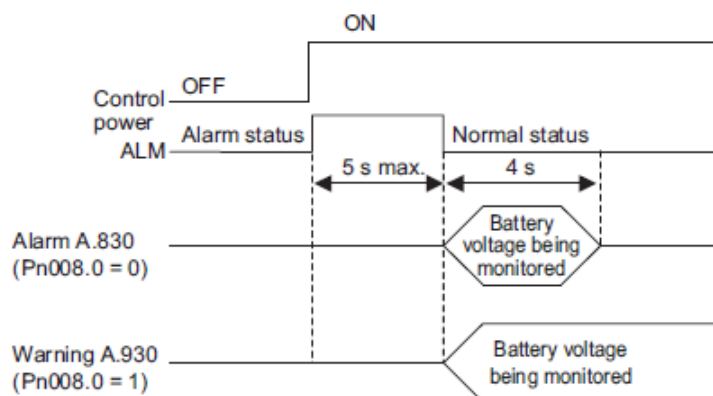 ON
OFF
Control
power
ALM
Alarm status
Normal status
5 s max.
4 s
Alarm A.830
(Pn008.0 = 0)
Battery
voltage being
monitored
Warning A.930
(Pn008.0 = 1)
Battery voltage
being monitored